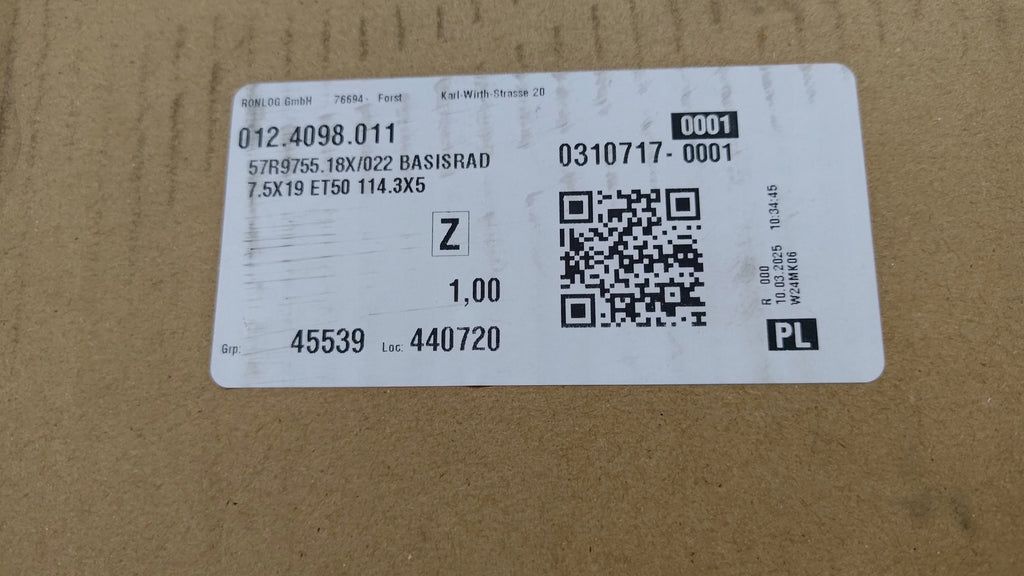 RONLOG GmbH 76694- Forst Karl-Wirth-Strasse 20
012.4098.011
57R9755.18X/022 BASISRAD
7.5X19 ET50 114.3X5
Z
1,00
Grp: 45539 Loc: 440720
0001
0310717-0001
R 000
10.03.2025 10:34:45
W24MK06
PL